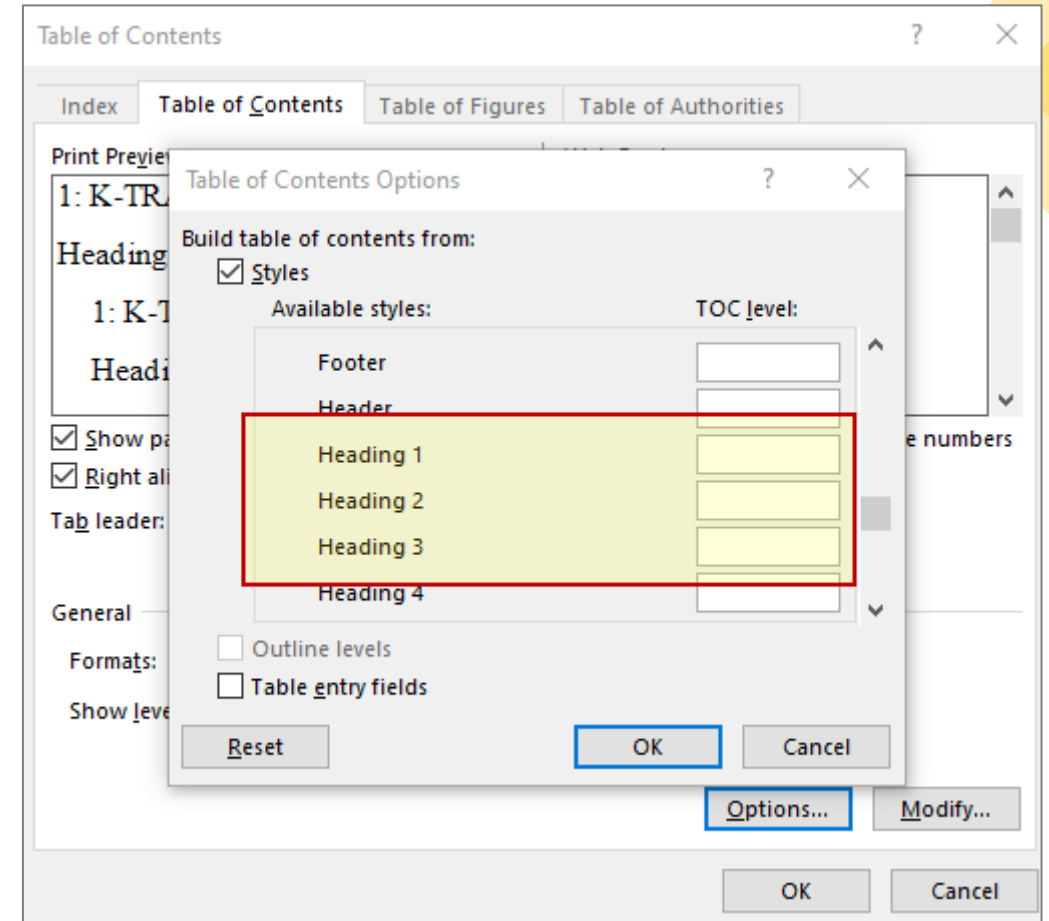 Table of Contents ?
Index Table of Contents Table of Figures Table of Authorities
Print Previe
1: K-TRA
Heading
1: K-T
Headi
Show pa
e numbers
Right ali
Tab leader:
General
Formats:
Show leve
Options... Modify...
OK Cancel
Table of Contents Options ?
Build table of contents from:
Styles
Available styles: TOC level:
Footer
Header
Heading 1
Heading 2
Heading 3
Heading 4
Outline levels
Table entry fields
Reset OK Cancel